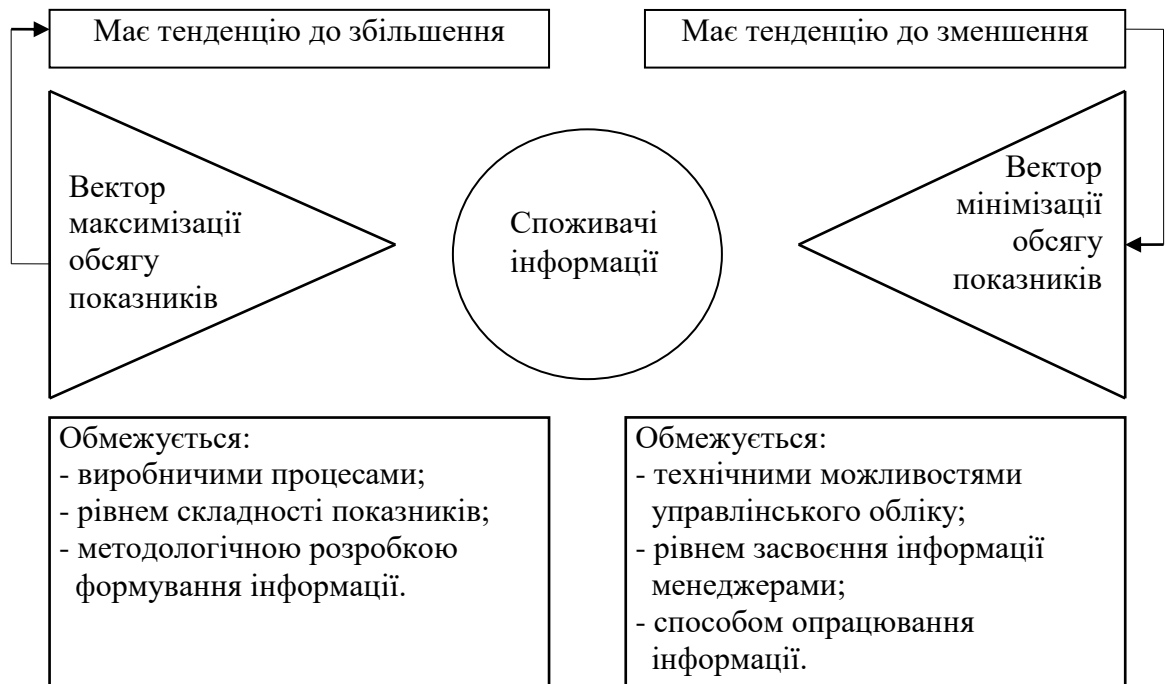 Має тенденцію до збільшення
Має тенденцію до зменшення
Вектор
максимізації
обсягу
показників
Споживачі
інформації
Вектор
мінімізації
обсягу
показників
Обмежується:
- виробничими процесами;
- рівнем складності показників;
- методологічною розробкою
формування інформації.
Обмежується:
- технічними можливостями
управлінського обліку;
- рівнем засвоєння інформації
менеджерами;
- способом опрацювання
інформації.